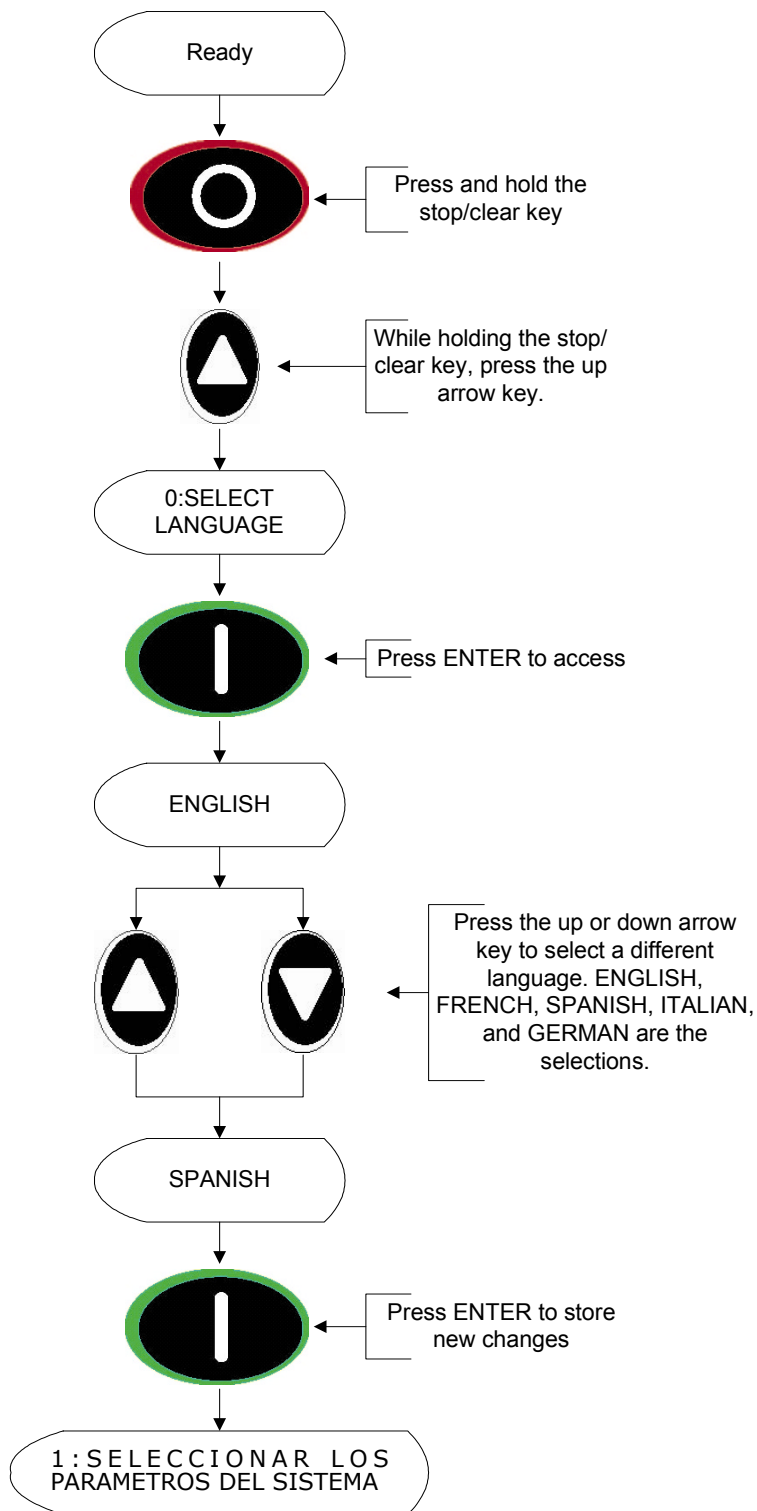 Ready
Press and hold the
stop/clear key
While holding the stop/
clear key, press the up
arrow key.
0:SELECT
LANGUAGE
Press ENTER to access
ENGLISH
Press the up or down arrow
key to select a different
language. ENGLISH,
FRENCH, SPANISH, ITALIAN,
and GERMAN are the
selections.
SPANISH
Press ENTER to store
new changes
1:SELECCIONAR LOS
PARAMETROS DEL SISTEMA